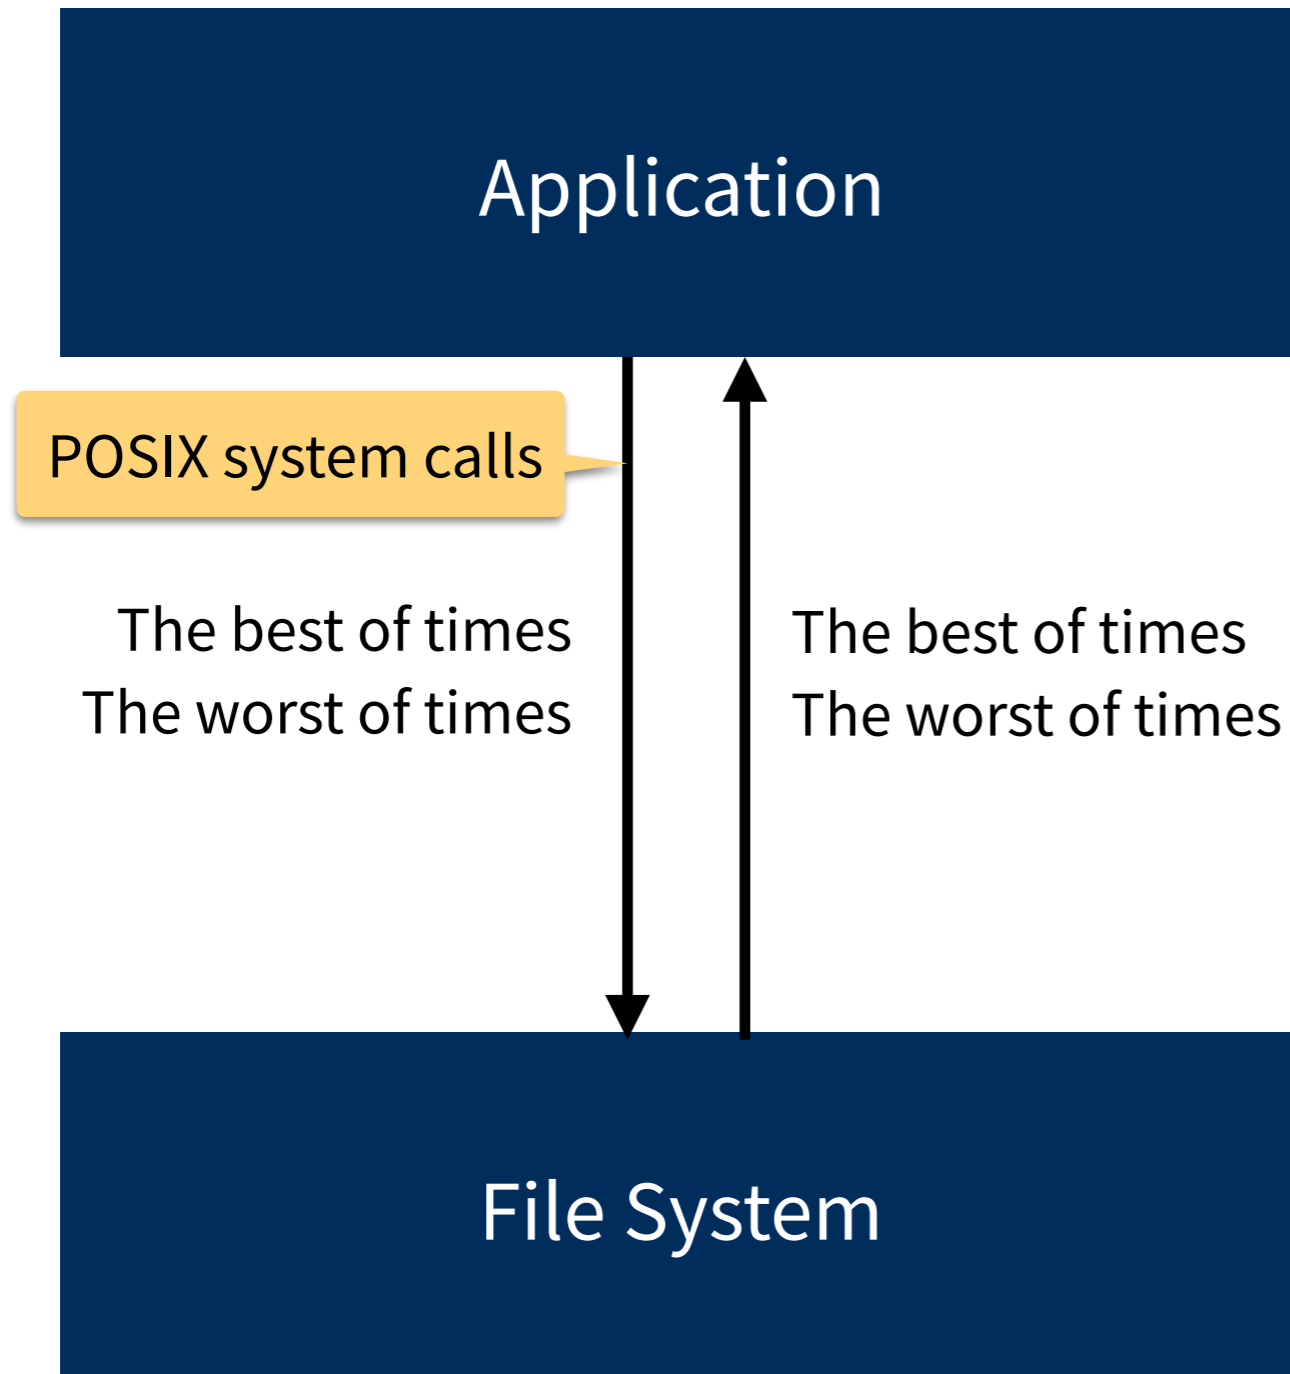 Application
POSIX system calls
The best of times
The worst of times
The best of times
The worst of times
File System